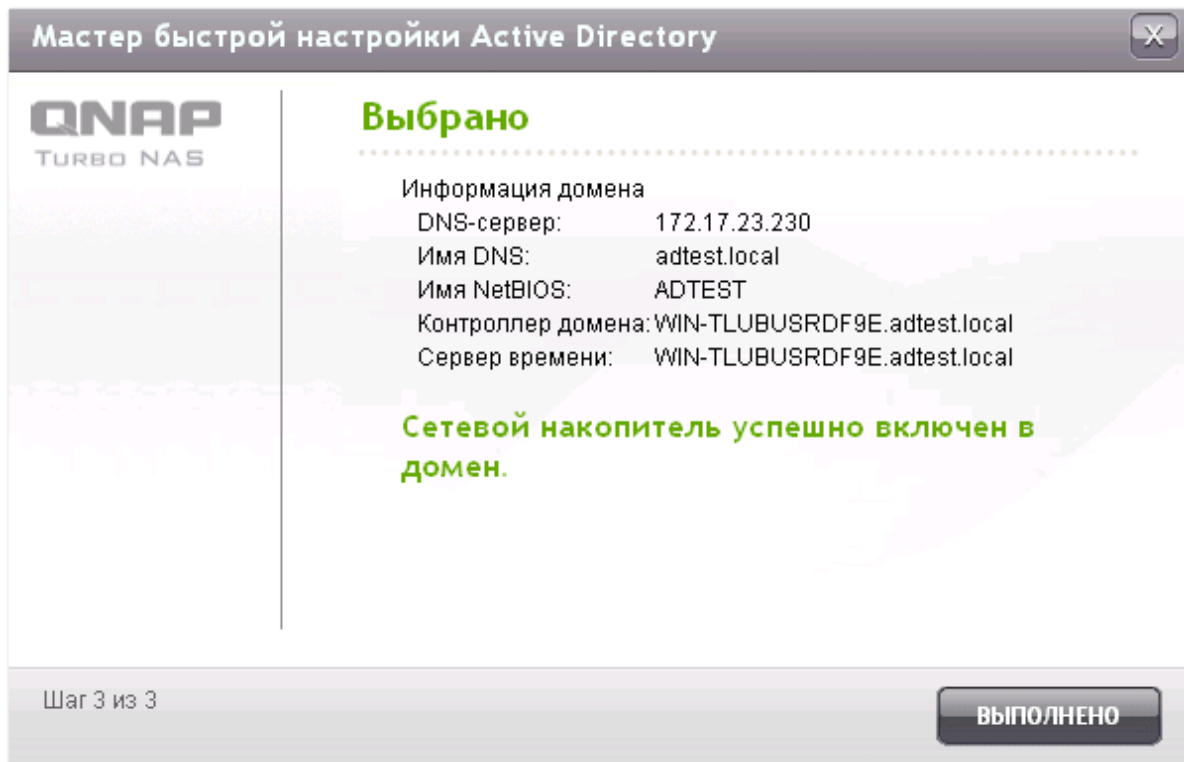 Мастер быстрой настройки Active Directory
X
QNAP
TURBO NAS
Выбрано
Информация домена
DNS-сервер: 172.17.23.230
Имя DNS: adtest.local
Имя NetBIOS: ADTEST
Контроллер домена: WIN-TLUBUSRDF9E.adtest.local
Сервер времени: WIN-TLUBUSRDF9E.adtest.local
Сетевой накопитель успешно включен в
домен.
Шаг 3 из 3
ВЫПОЛНЕНО